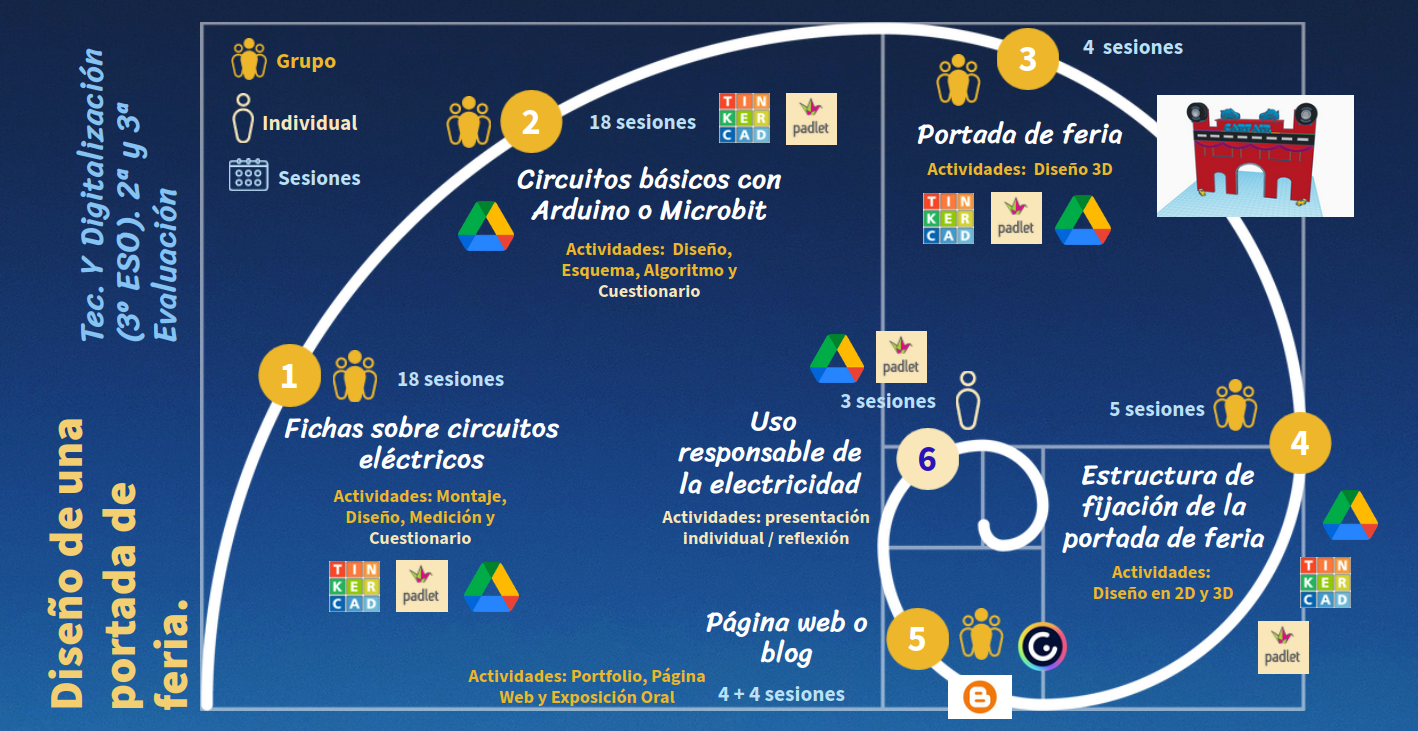 Diseño de una
portada de
feria.
Tec. Y Digitalización
(3º ESO). 2ª y 3ª
Evaluación
Grupo
Individual
Sesiones
1
18 sesiones
Fichas sobre circuitos
eléctricos
Actividades: Montaje,
Diseño, Medición y
Cuestionario
TIN
KER
CAD
padlet
2
18 sesiones
TIN
KER
CAD
padlet
Circuitos básicos con
Arduino o Microbit
Actividades: Diseño,
Esquema, Algoritmo y
Cuestionario
3
4 sesiones
Portada de feria
Actividades: Diseño 3D
TIN
KER
CAD
padlet
4
5 sesiones
Estructura de
fijación de la
portada de feria
Actividades:
Diseño en 2D y 3D
TIN
KER
CAD
padlet
5
Página web o
blog
Actividades: Portfolio, Página
Web y Exposición Oral
4 + 4 sesiones
6
padlet
3 sesiones
Uso
responsable de
la electricidad
Actividades: presentación
individual / reflexión